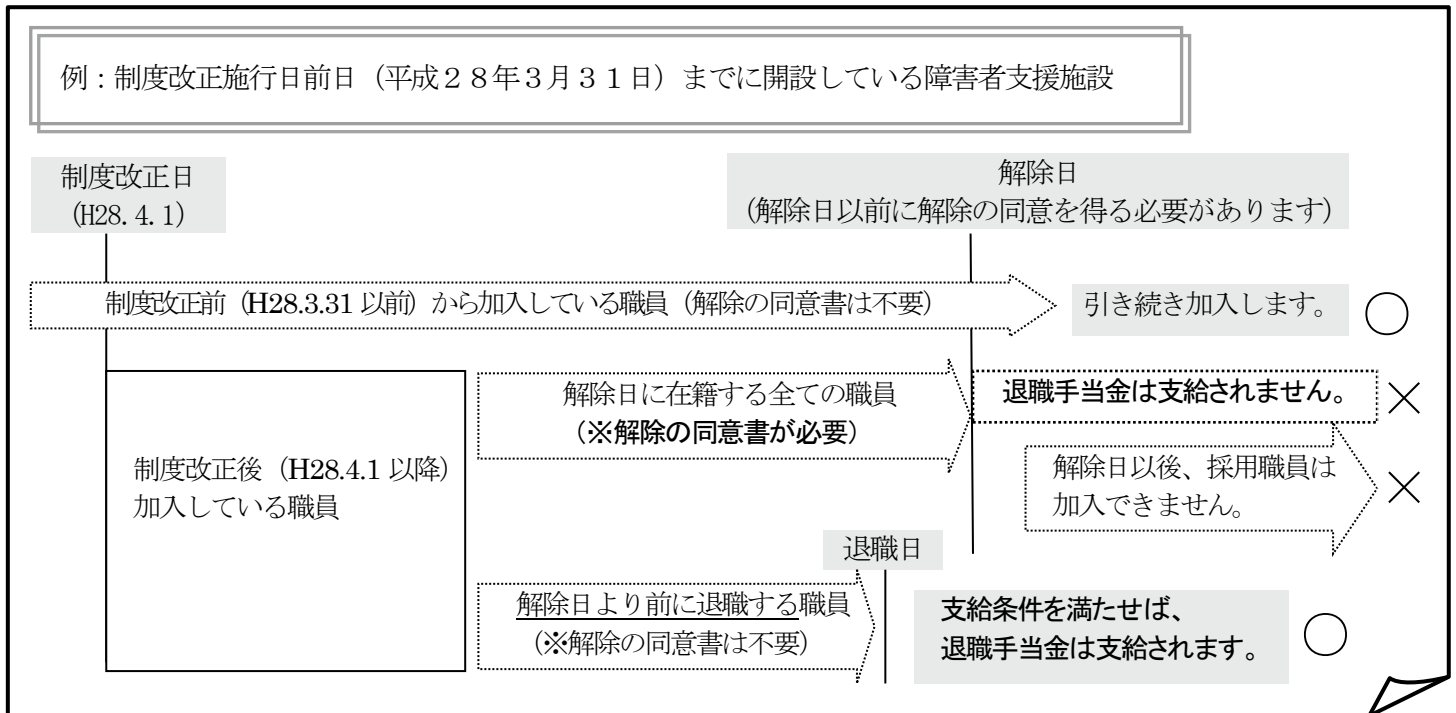 例：制度改正施行日前日（平成２８年３月３１日）までに開設している障害者支援施設
制度改正日
（H28.4.1）
解除日
（解除日以前に解除の同意を得る必要があります）
制度改正前（H28.3.31 以前）から加入している職員（解除の同意書は不要）
引き続き加入します。
○
解除日に在籍する全ての職員
（※解除の同意書が必要）
退職手当金は支給されません。
×
制度改正後（H28.4.1 以降）
加入している職員
解除日以後、採用職員は
加入できません。
×
退職日
解除日より前に退職する職員
（※解除の同意書は不要）
支給条件を満たせば、
退職手当金は支給されます。
○